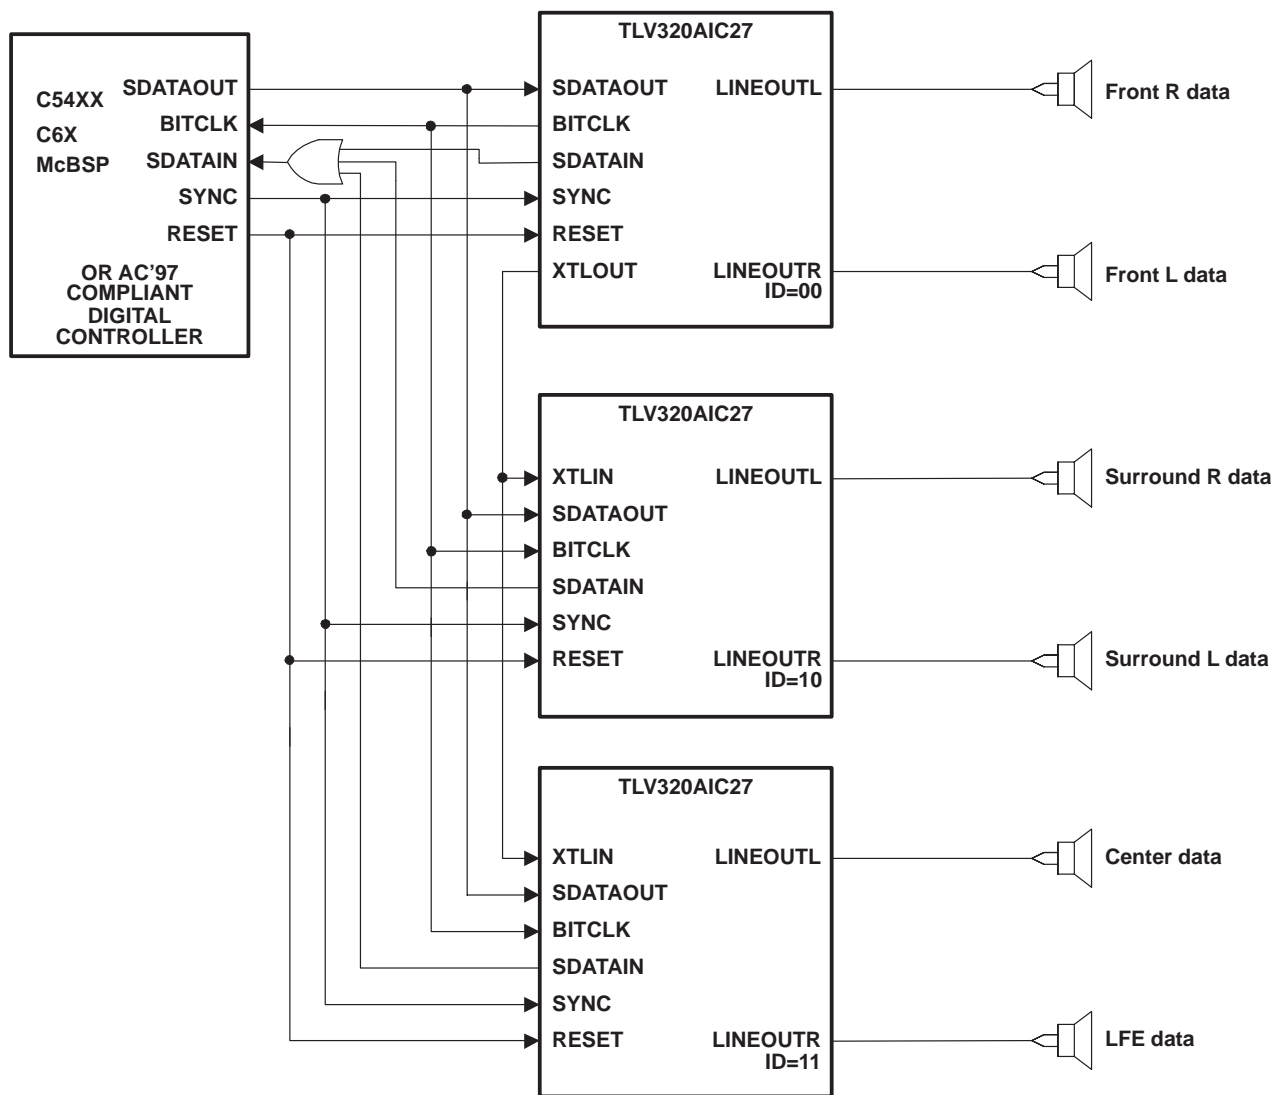 C54XX
C6X
McBSP
SDATAOUT
BITCLK
SDATAIN
SYNC
RESET
OR AC'97
COMPLIANT
DIGITAL
CONTROLLER
TLV320AIC27
SDATAOUT
BITCLK
SDATAIN
SYNC
RESET
XTLOUT
LINEOUTL
LINEOUTR
ID=00
Front R data
Front L data
TLV320AIC27
XTLIN
SDATAOUT
BITCLK
SDATAIN
SYNC
RESET
LINEOUTL
LINEOUTR
ID=10
Surround R data
Surround L data
TLV320AIC27
XTLIN
SDATAOUT
BITCLK
SDATAIN
SYNC
RESET
LINEOUTL
LINEOUTR
ID=11
Center data
LFE data